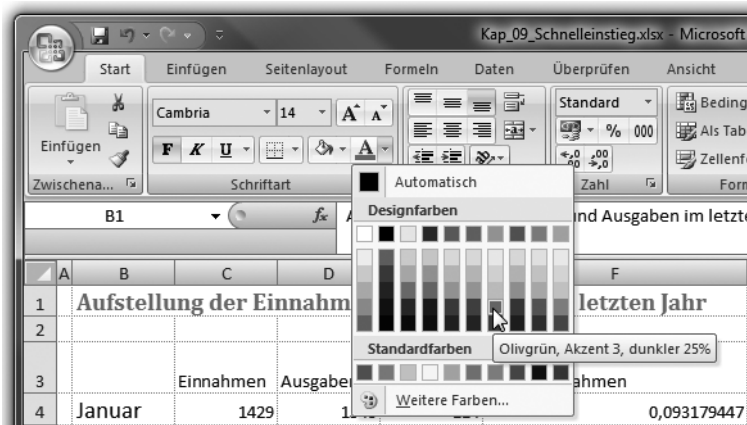 Kap_09_Schnelleinstieg.xlsx - Microsoft
Start Einfügen Seitenlayout Formeln Daten Überprüfen Ansicht
Cambria 14 A A Standard Beding
Einfügen F K U A % 000 Als Tab
Zellenf
Zwischena... Schriftart Zahl Form
Automatisch
B1 fx A nd Ausgaben im letzte
Designfarben
A B C D F
1 Aufstellung der Einnahm letzten Jahr
2
Standardfarben Olivgrün, Akzent 3, dunkler 25%
3 Einnahmen Ausgabe ahmen
Weitere Farben...
4 Januar 1429 0,093179447